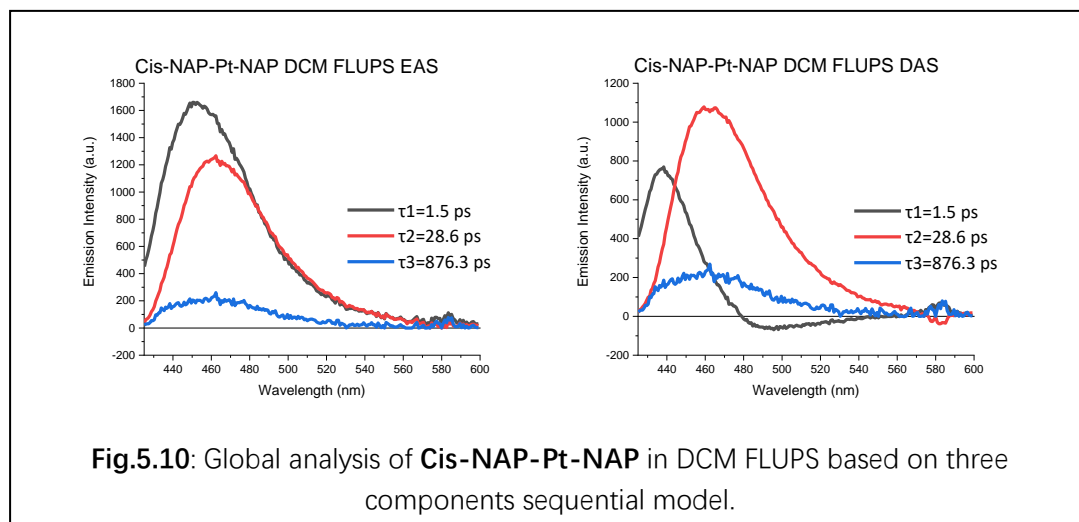 Cis-NAP-Pt-NAP DCM FLUPS EAS
1800
1600
1400
1200
1000
800
600
400
200
0
-200
Emission Intensity (a.u.)
τ1=1.5 ps
τ2=28.6 ps
τ3=876.3 ps
440 460 480 500 520 540 560 580 600
Wavelength (nm)
Cis-NAP-Pt-NAP DCM FLUPS DAS
1200
1000
800
600
400
200
0
-200
Emission Intensity (a.u.)
τ1=1.5 ps
τ2=28.6 ps
τ3=876.3 ps
440 460 480 500 520 540 560 580 600
Wavelength (nm)
Fig.5.10: Global analysis of Cis-NAP-Pt-NAP in DCM FLUPS based on three
components sequential model.